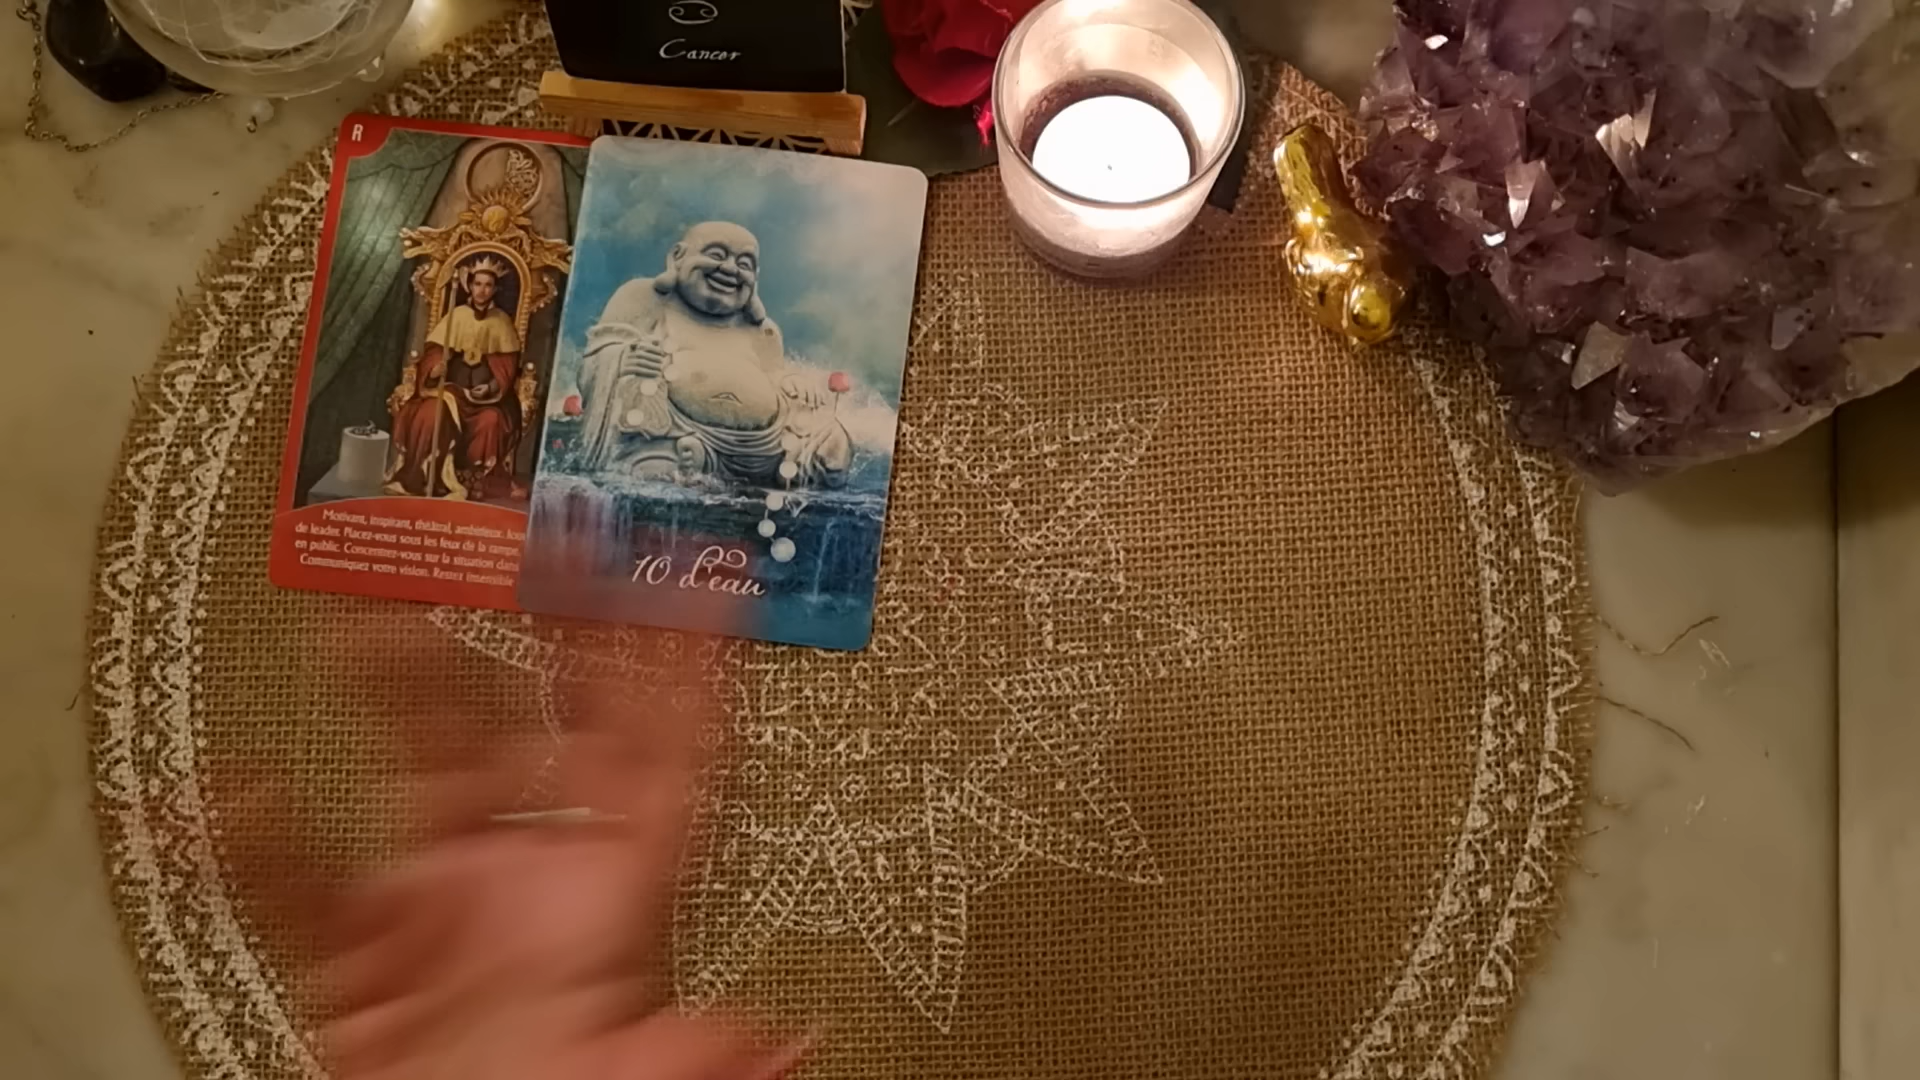 Cancer
R
Motivant, inspirant, théâtral, ambitieux.
de leader. Placez-vous sous les feux de la rampe,
en public. Concentrez-vous sur la situation dans
Communiquez votre vision. Restez insensible
10 d'eau